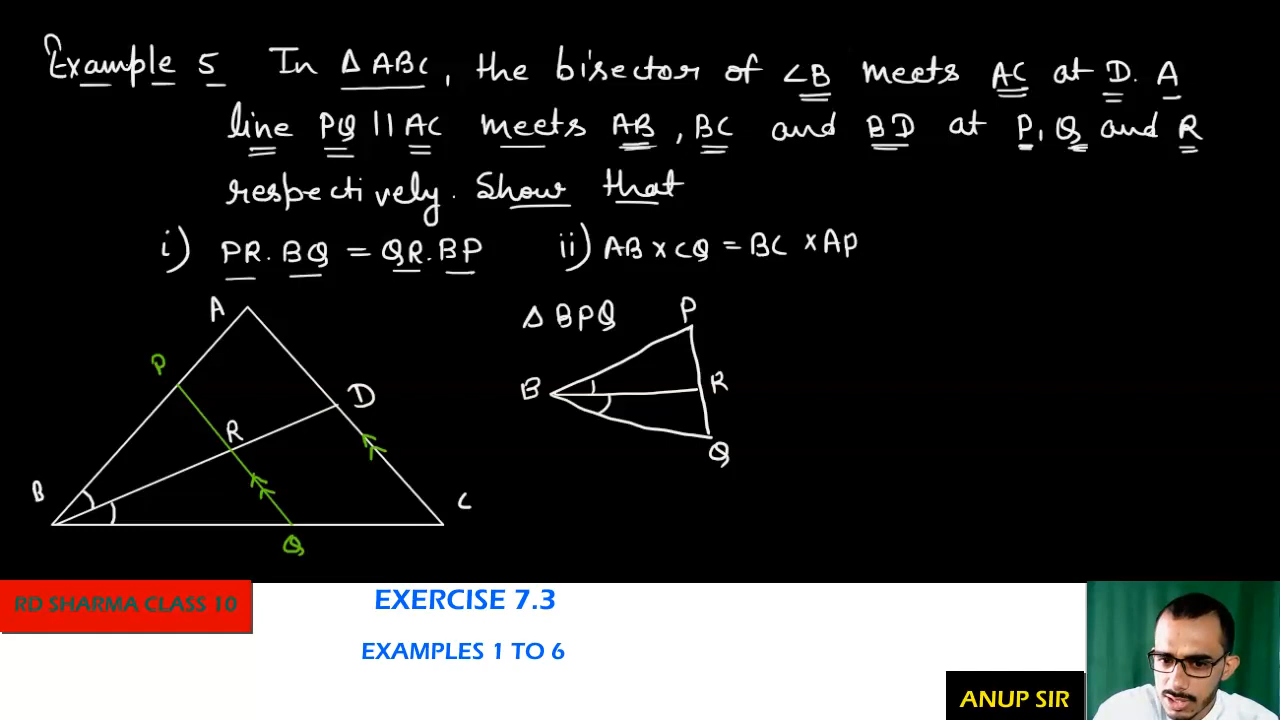 Example 5 In Δ ABC, the bisector of ∠B meets AC at D. A
line PQ || AC meets AB, BC and BD at P, Q and R
respectively. Show that
i) PR. BQ = QR. BP ii) AB × CQ = BC × AP
A
Δ BPQ
P
P
B
R
D
R
Q
B
C
Q
RD SHARMA CLASS 10
EXERCISE 7.3
EXAMPLES 1 TO 6
ANUP SIR